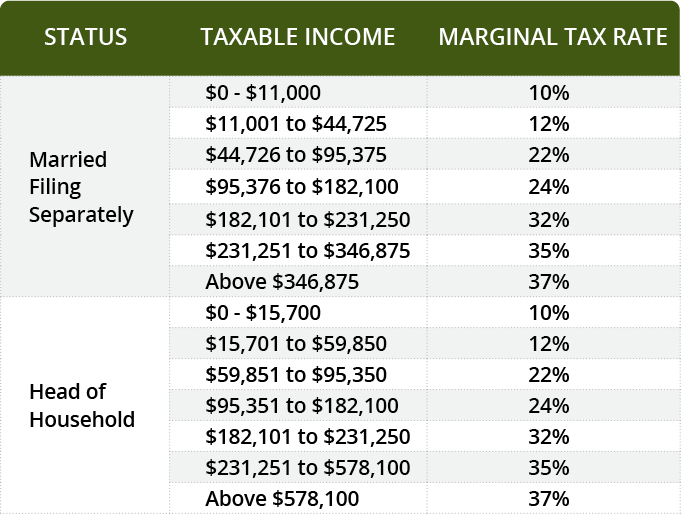 STATUS TAXABLE INCOME MARGINAL TAX RATE
Married
Filing
Separately
$0 - $11,000 10%
$11,001 to $44,725 12%
$44,726 to $95,375 22%
$95,376 to $182,100 24%
$182,101 to $231,250 32%
$231,251 to $346,875 35%
Above $346,875 37%
Head of
Household
$0 - $15,700 10%
$15,701 to $59,850 12%
$59,851 to $95,350 22%
$95,351 to $182,100 24%
$182,101 to $231,250 32%
$231,251 to $578,100 35%
Above $578,100 37%